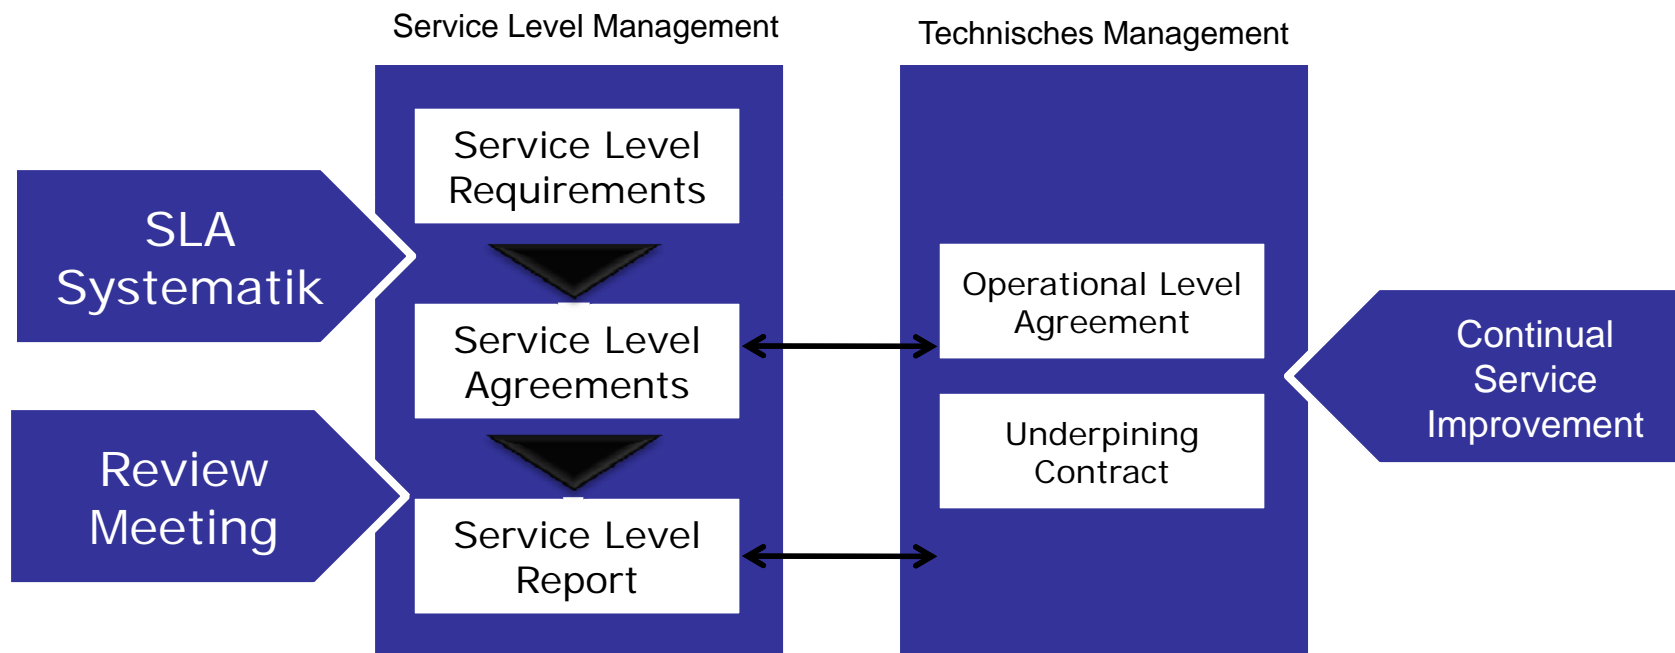 Service Level Management
Technisches Management
Service Level
Requirements
SLA
Systematik
Service Level
Agreements
Operational Level
Agreement
Continual
Service
Improvement
Underpining
Contract
Review
Meeting
Service Level
Report